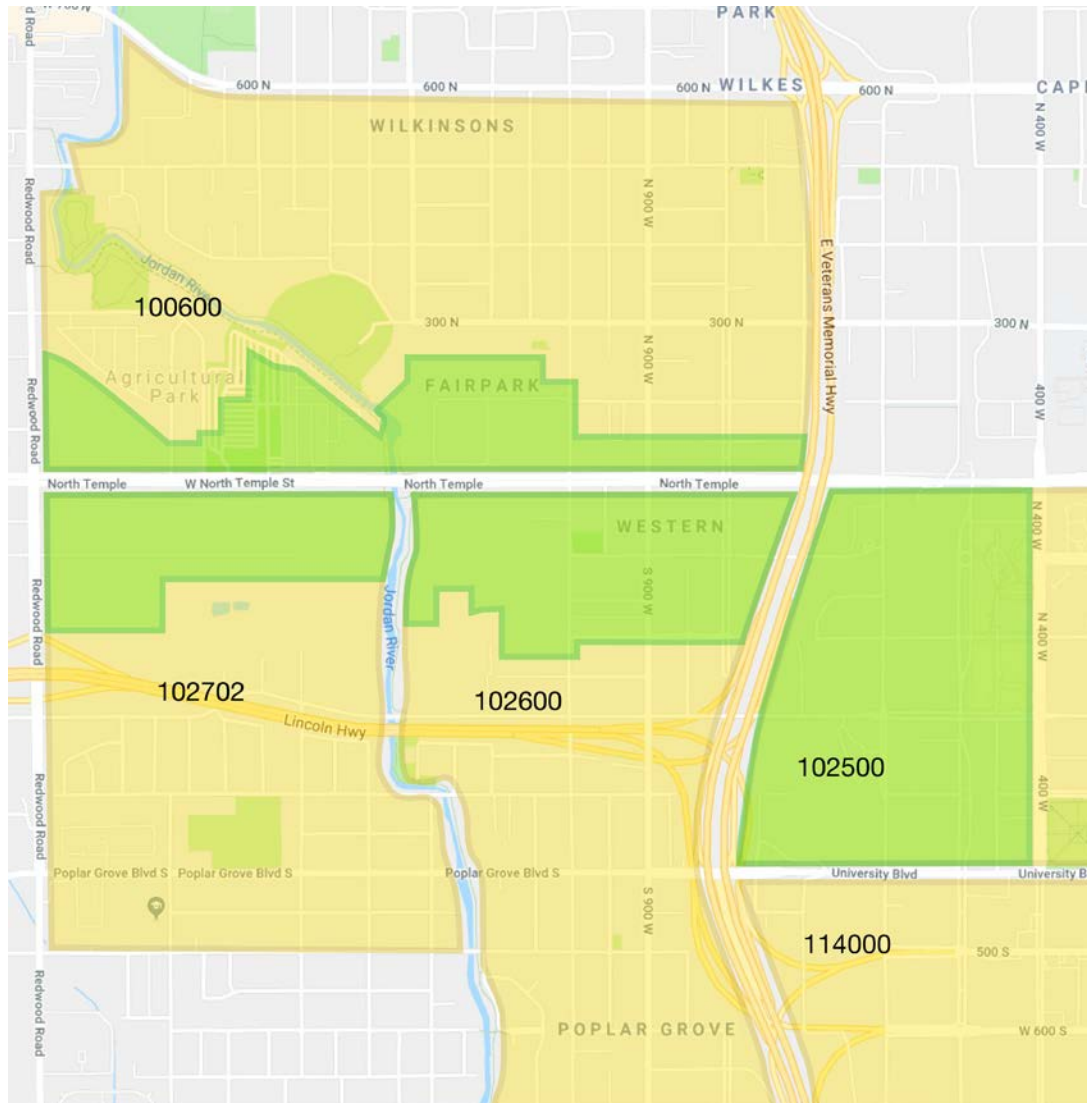 PARK
600 N
600 N
600 N
WILKES
600 N
CAPI
N 400 W
WILKINSONS
Redwood Road
N 900 W
E Veterans Memorial Hwy
Jordan River
100600
300 N
300 N
300 N
N 900 W
Agricultural
Park
FAIRPARK
Redwood Road
400 W
North Temple
W North Temple St
North Temple
North Temple
WESTERN
N 400 W
Redwood Road
Jordan River
S 900 W
N 400 W
102702
102600
Lincoln Hwy
102500
Redwood Road
400 W
Poplar Grove Blvd S
Poplar Grove Blvd S
Poplar Grove Blvd S
University Blvd
University B
S 900 W
114000
500 S
Redwood Road
POPLAR GROVE
W 600 S